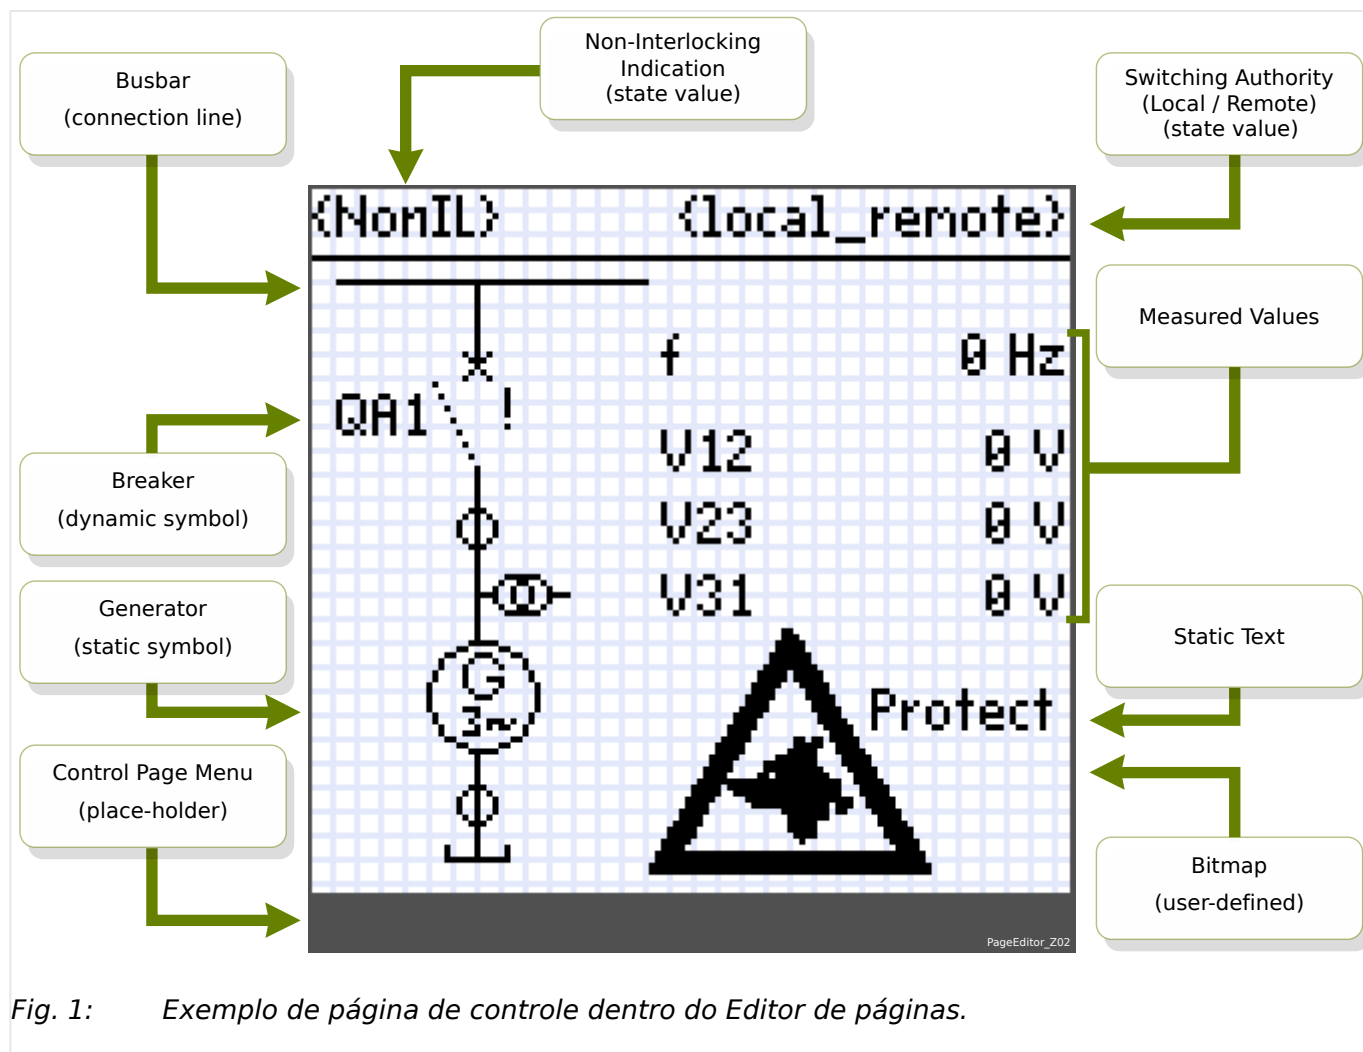 Non-Interlocking
Indication
(state value)
Busbar
(connection line)
Switching Authority
(Local / Remote)
(state value)
{NonIL}
{local_remote}
Measured Values
f 0 Hz
QA1 !
V12 0 V
V23 0 V
V31 0 V
Breaker
(dynamic symbol)
Generator
(static symbol)
Static Text
G
3~
Protect
Control Page Menu
(place-holder)
Bitmap
(user-defined)
PageEditor_Z02
Fig. 1: Exemplo de página de controle dentro do Editor de páginas.